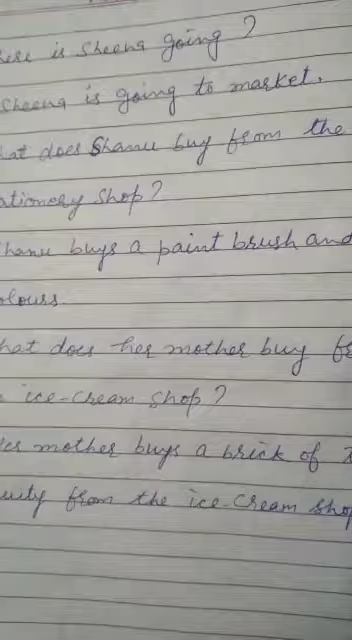 ere is Sheena going?
Sheena is going to market.
hat does Shanu buy from the
ationery shop?
hanu buys a paint brush and
olours
hat does her mother buy
ice-cream shop?
er mother buys a brick of
uity from the ice-cream shop